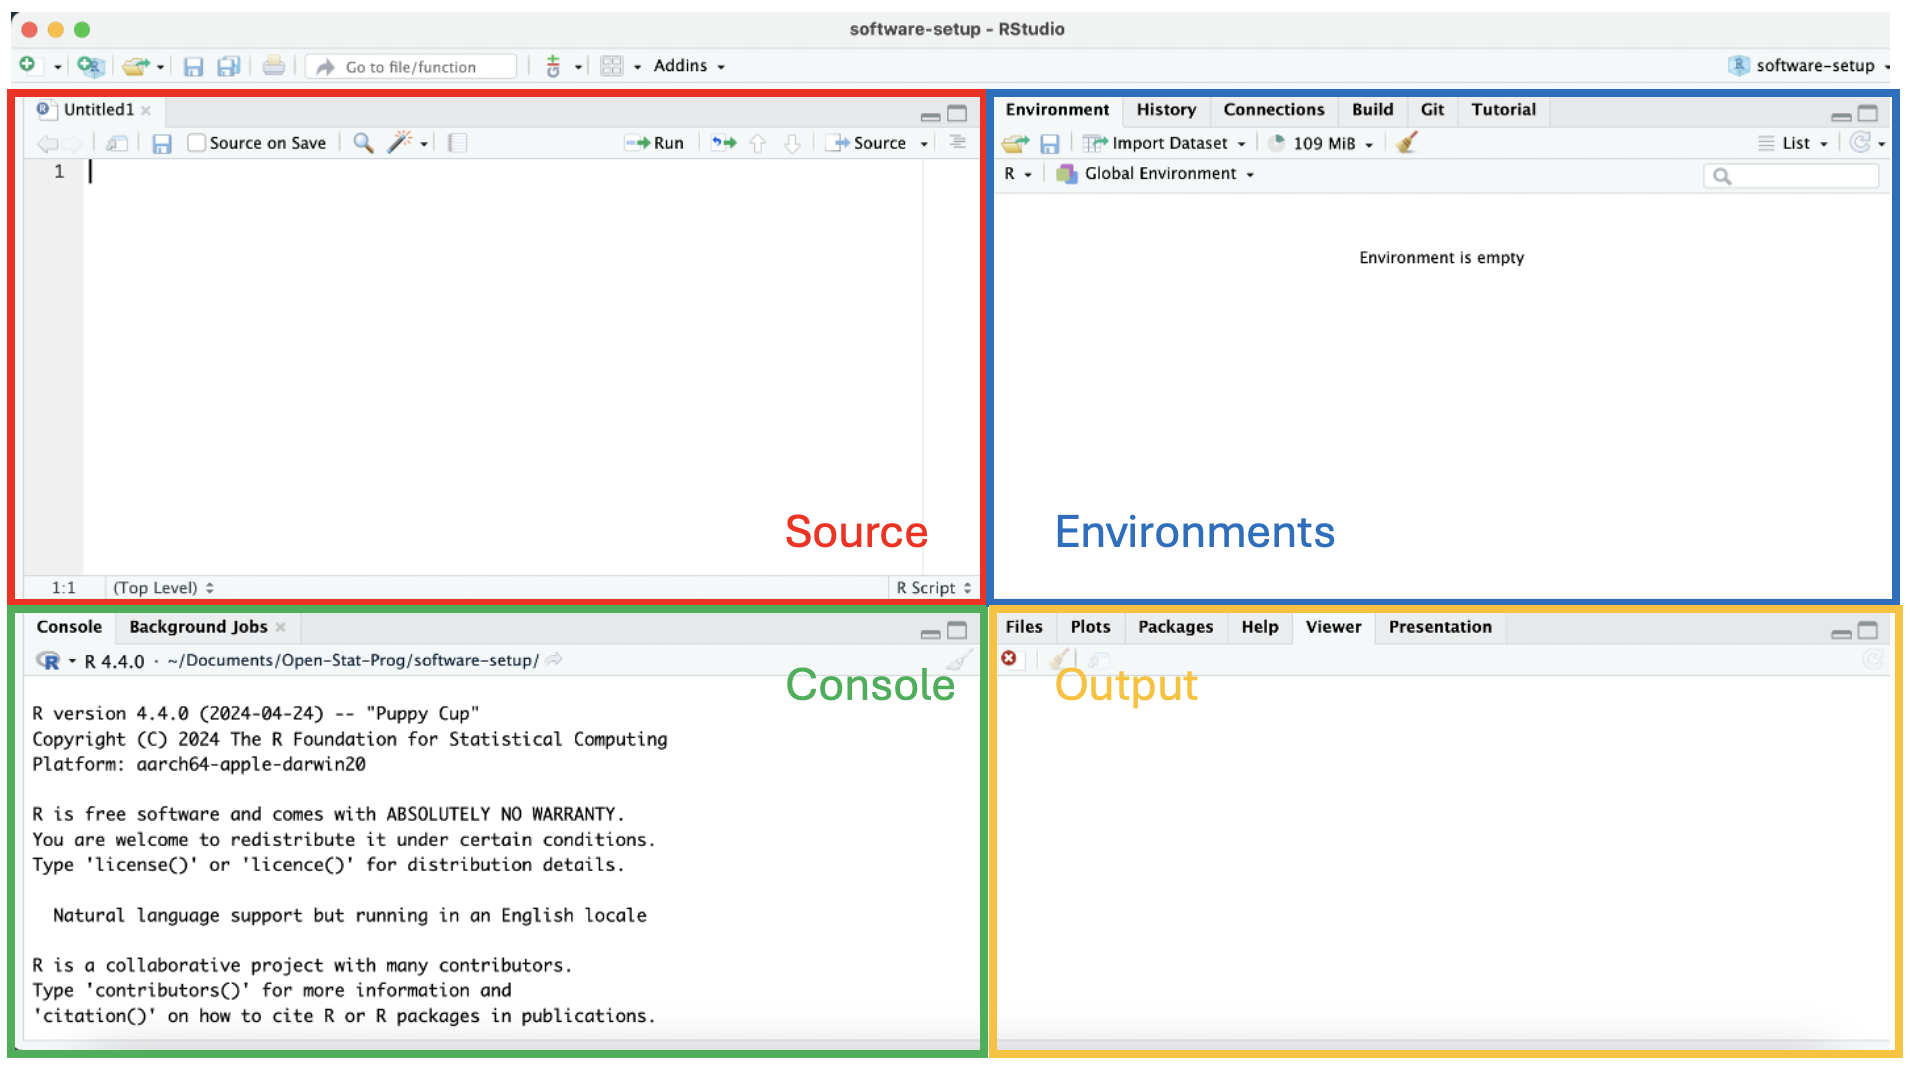 software-setup - RStudio
Go to file/function
Addins
software-setup
Untitled1
Source on Save
Run
Source
1
Source
1:1
(Top Level)
R Script
Environment History Connections Build Git Tutorial
Import Dataset
109 MiB
List
R
Global Environment
Environment is empty
Environments
Console Background Jobs
R 4.4.0 · ~/Documents/Open-Stat-Prog/software-setup/
Console
R version 4.4.0 (2024-04-24) -- "Puppy Cup"
Copyright (C) 2024 The R Foundation for Statistical Computing
Platform: aarch64-apple-darwin20
R is free software and comes with ABSOLUTELY NO WARRANTY.
You are welcome to redistribute it under certain conditions.
Type 'license()' or 'licence()' for distribution details.
Natural language support but running in an English locale
R is a collaborative project with many contributors.
Type 'contributors()' for more information and
'citation()' on how to cite R or R packages in publications.
Files Plots Packages Help Viewer Presentation
Output